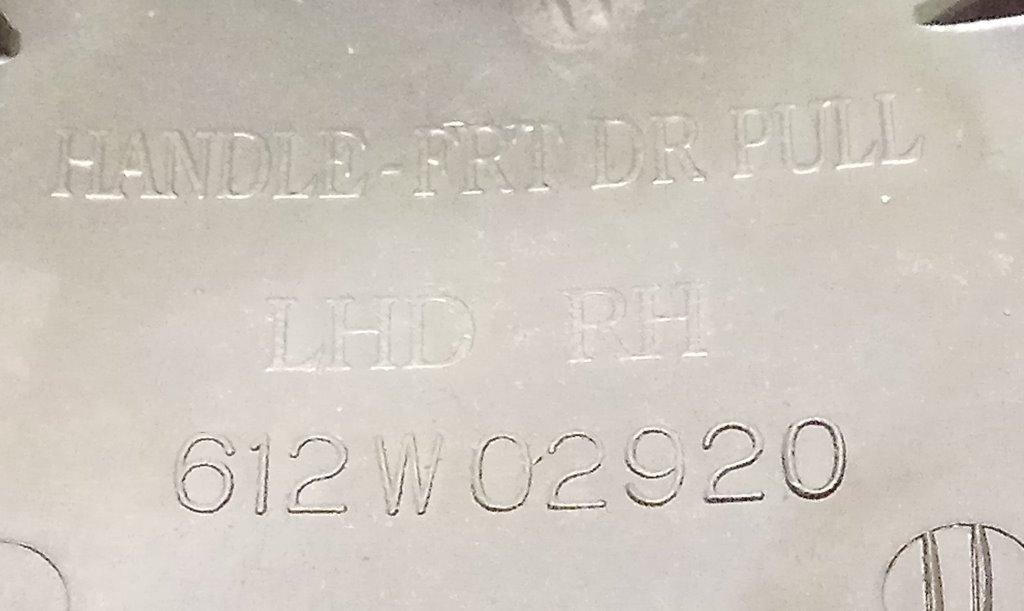 HANDLE-FRT DR PULL
LHD RH
612W02920